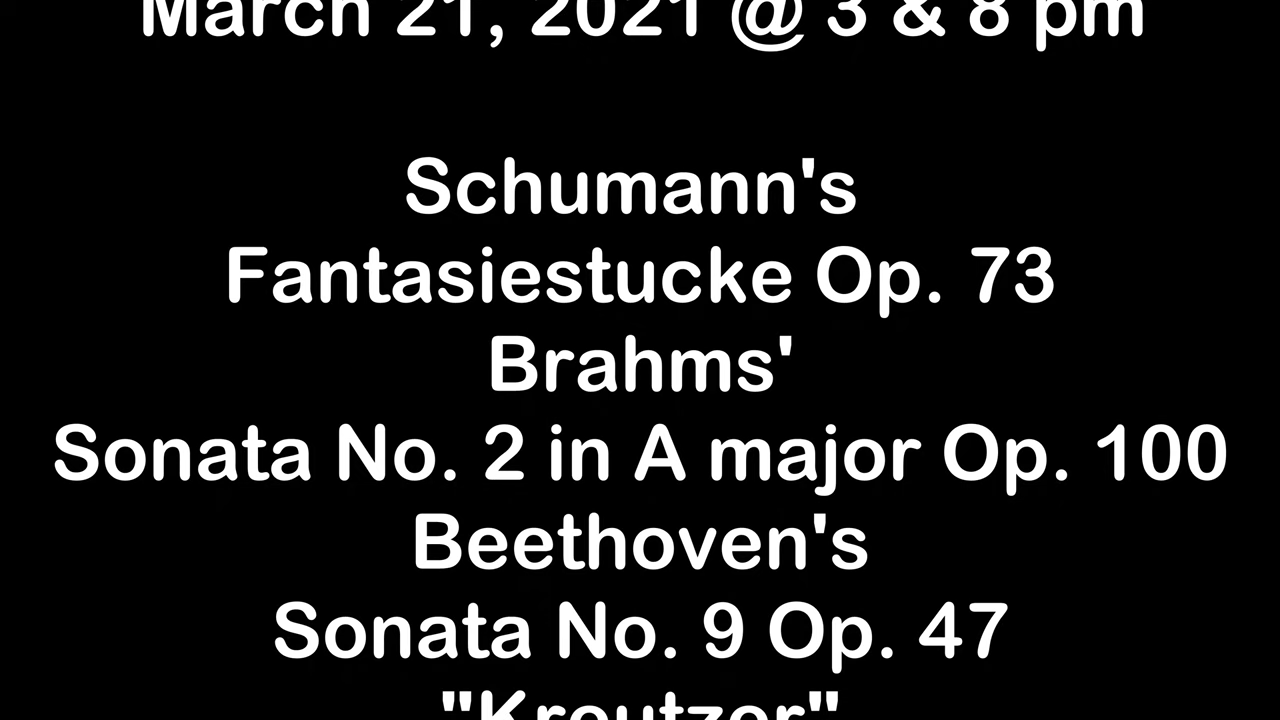 March 21, 2021 @ 3 & 8 pm
Schumann's
Fantasiestucke Op. 73
Brahms'
Sonata No. 2 in A major Op. 100
Beethoven's
Sonata No. 9 Op. 47
"Kreutzer"